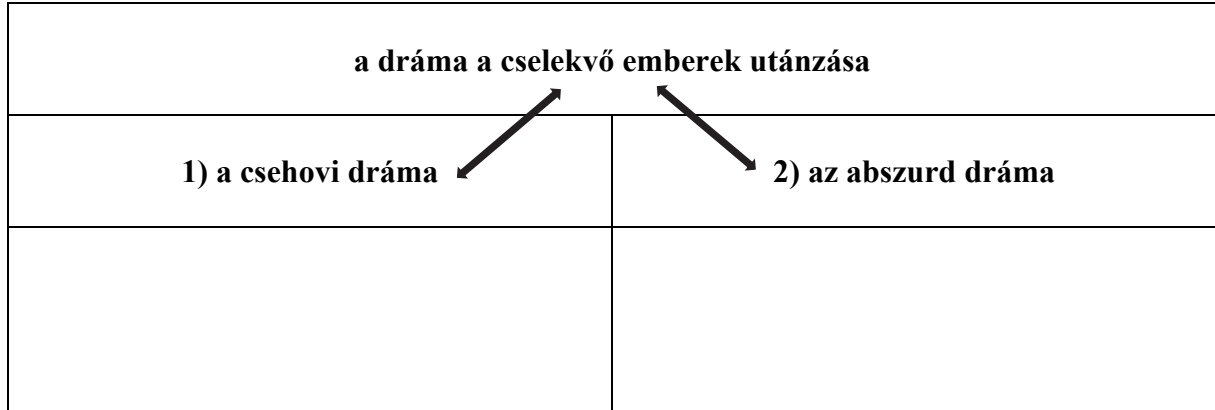 a dráma a cselekvő emberek utánzása
1) a csehovi dráma
2) az abszurd dráma